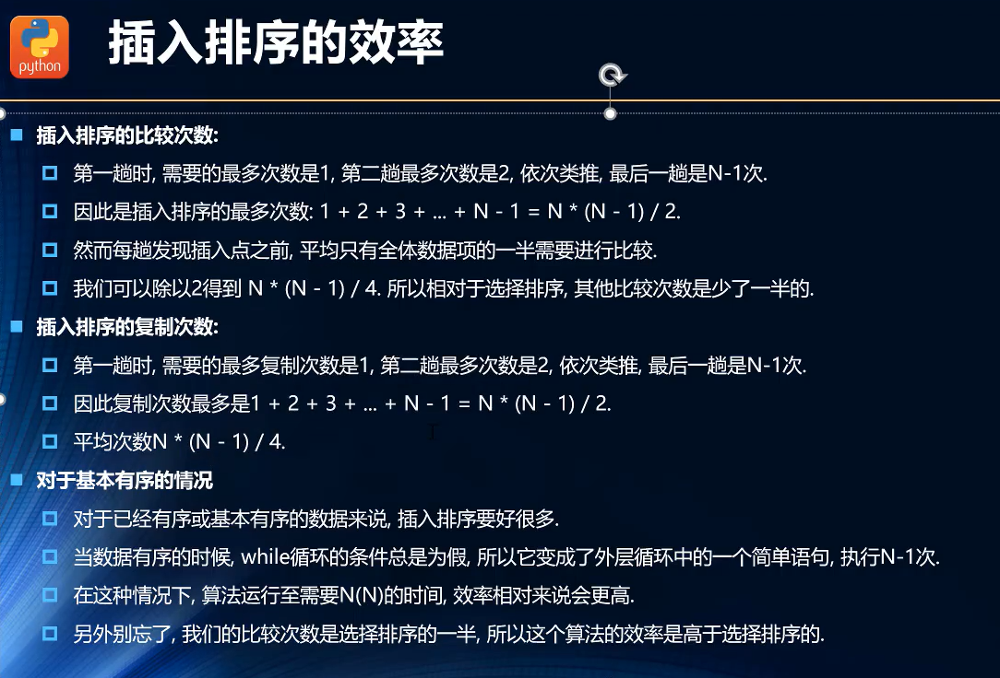 python
插入排序的效率
插入排序的比较次数:
第一趟时, 需要的最多次数是1, 第二趟最多次数是2, 依次类推, 最后一趟是N-1次.
因此是插入排序的最多次数: 1 + 2 + 3 + ... + N - 1 = N * (N - 1) / 2.
然而每趟发现插入点之前, 平均只有全体数据项的一半需要进行比较.
我们可以除以2得到 N * (N - 1) / 4. 所以相对于选择排序, 其他比较次数是少了一半的.
插入排序的复制次数:
第一趟时, 需要的最多复制次数是1, 第二趟最多次数是2, 依次类推, 最后一趟是N-1次.
因此复制次数最多是1 + 2 + 3 + ... + N - 1 = N * (N - 1) / 2.
平均次数N * (N - 1) / 4.
对于基本有序的情况
对于已经有序或基本有序的数据来说, 插入排序要好很多.
当数据有序的时候, while循环的条件总是为假, 所以它变成了外层循环中的一个简单语句, 执行N-1次.
在这种情况下, 算法运行至需要N(N)的时间, 效率相对来说会更高.
另外别忘了, 我们的比较次数是选择排序的一半, 所以这个算法的效率是高于选择排序的.